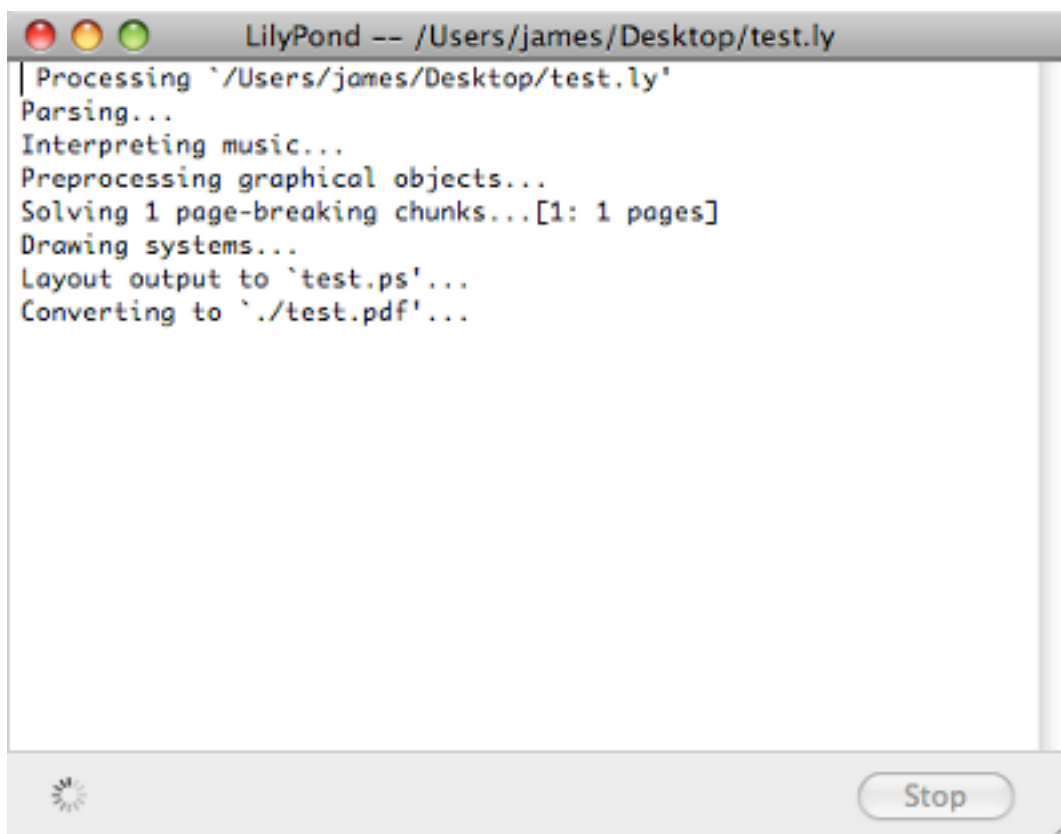 LilyPond -- /Users/james/Desktop/test.ly
Processing `/Users/james/Desktop/test.ly'
Parsing...
Interpreting music...
Preprocessing graphical objects...
Solving 1 page-breaking chunks...[1: 1 pages]
Drawing systems...
Layout output to `test.ps'...
Converting to `./test.pdf'...
Stop